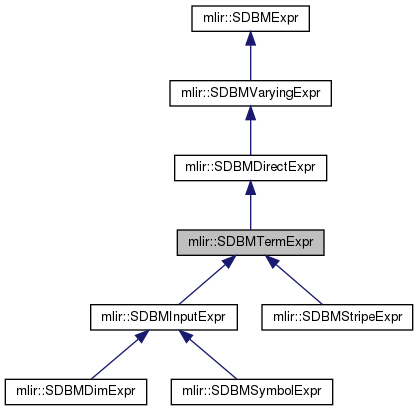 mlir::SDBMExpr
mlir::SDBMVaryingExpr
mlir::SDBMDirectExpr
mlir::SDBMTermExpr
mlir::SDBMInputExpr
mlir::SDBMStripeExpr
mlir::SDBMDimExpr
mlir::SDBMSymbolExpr